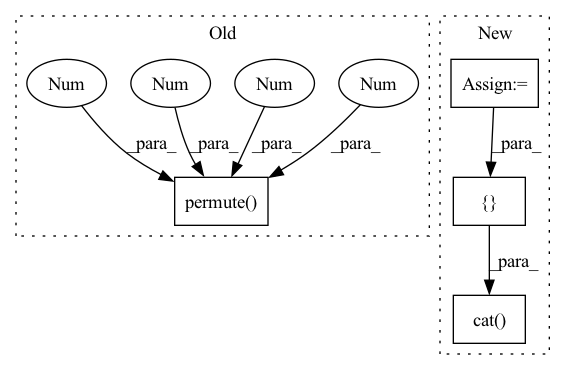 Old
New
Num
Num
Num
Num
Assign:=
_para_
_para_
_para_
_para_
_para_
permute()
{}
_para_
cat()